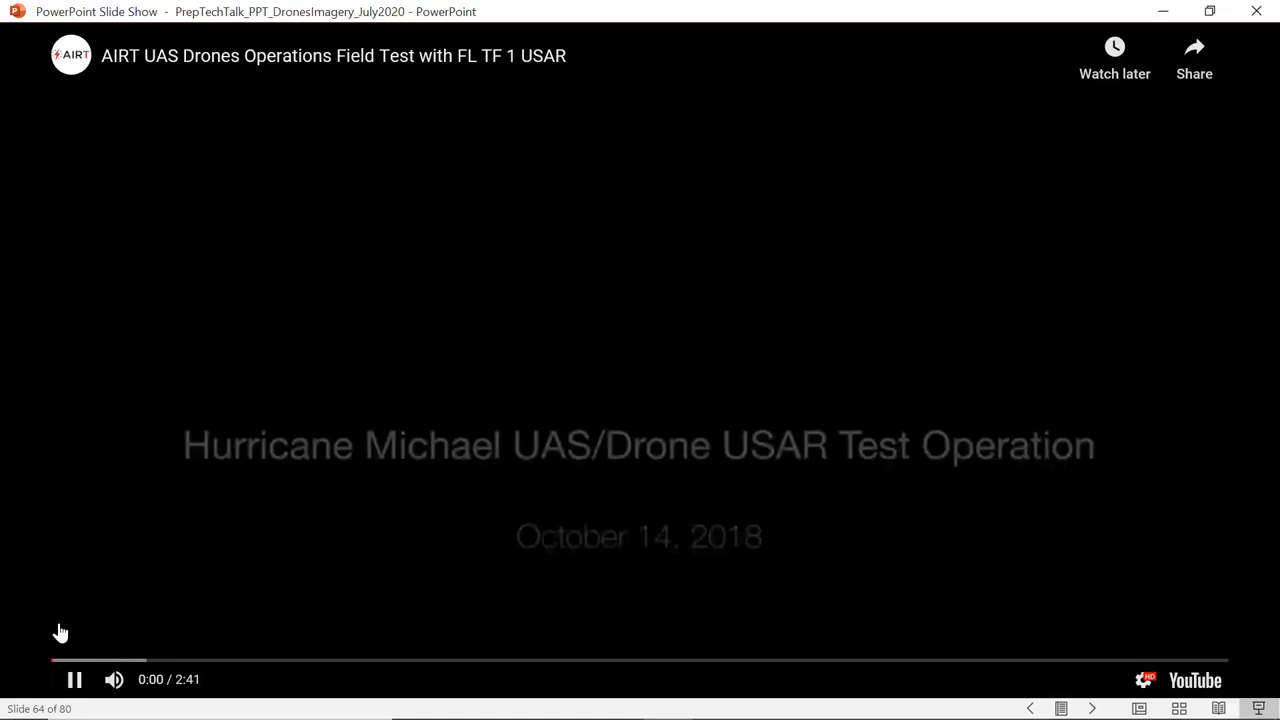 PowerPoint Slide Show - PrepTechTalk_PPT_DronesImagery_July2020 - PowerPoint
AIRT
AIRT UAS Drones Operations Field Test with FL TF 1 USAR
Watch later
Share
Hurricane Michael UAS/Drone USAR Test Operation
October 14, 2018
0:00 / 2:41
HD
YouTube
Slide 64 of 80